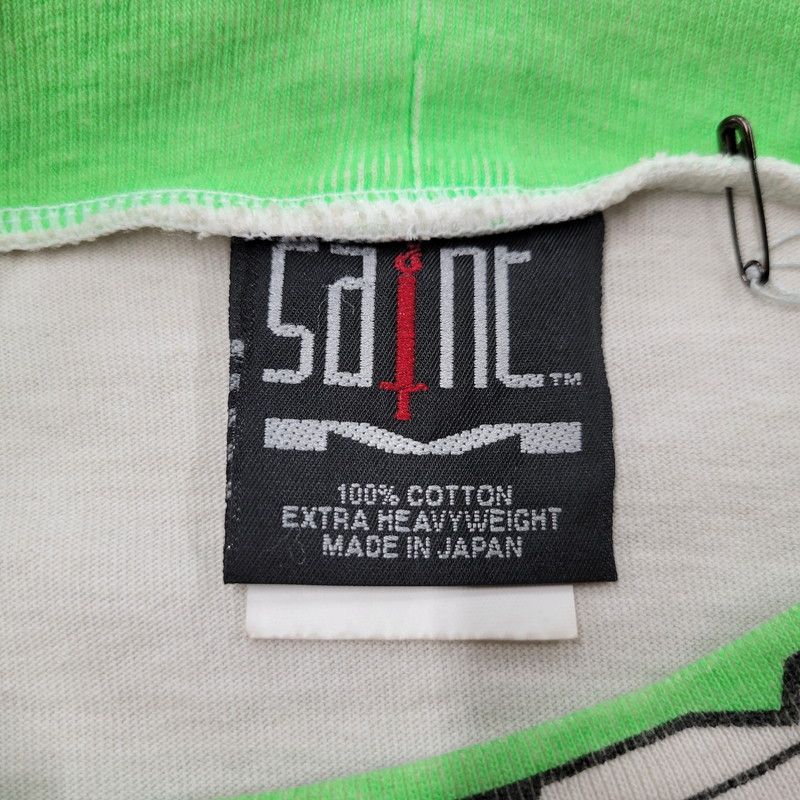 saint™
100% COTTON
EXTRA HEAVYWEIGHT
MADE IN JAPAN